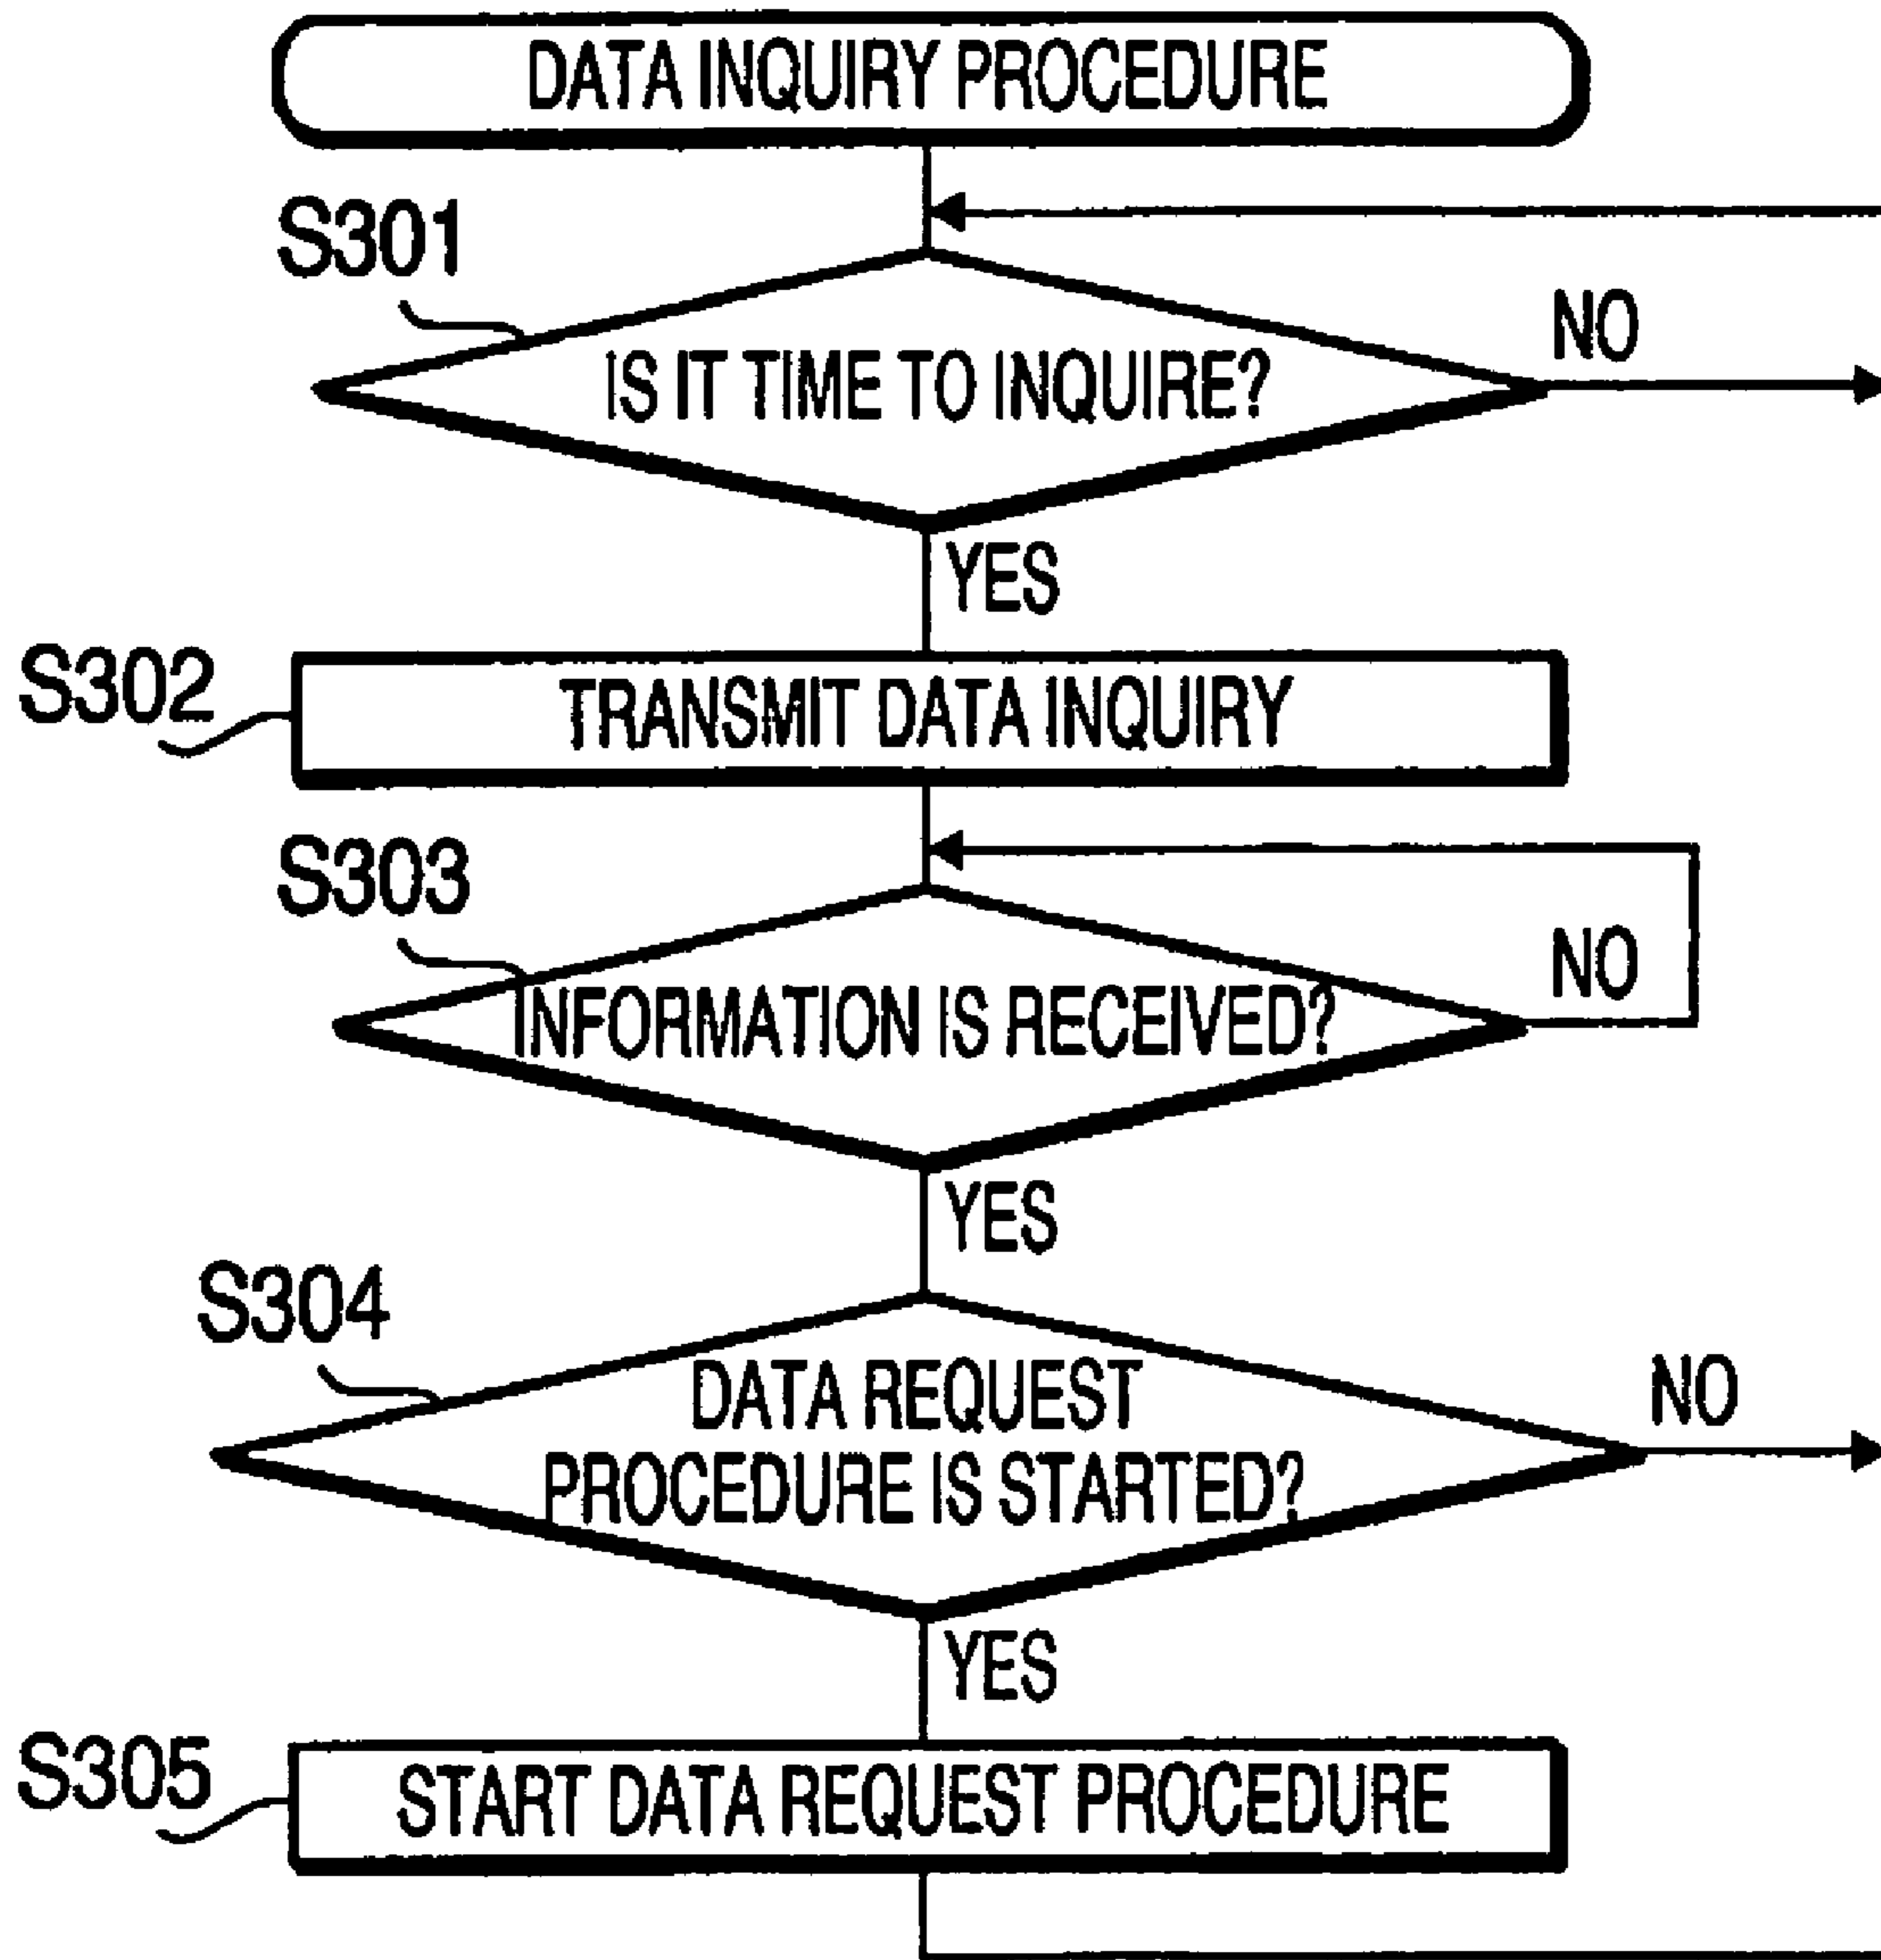 DATA INQUIRY PROCEDURE
S301
NO
IS IT TIME TO INQUIRE?
YES
S302
TRANSMIT DATA INQUIRY
S303
NO
INFORMATION IS RECEIVED?
YES
S304
DATA REQUEST
NO
PROCEDURE IS STARTED?
YES
S305
START DATA REQUEST PROCEDURE